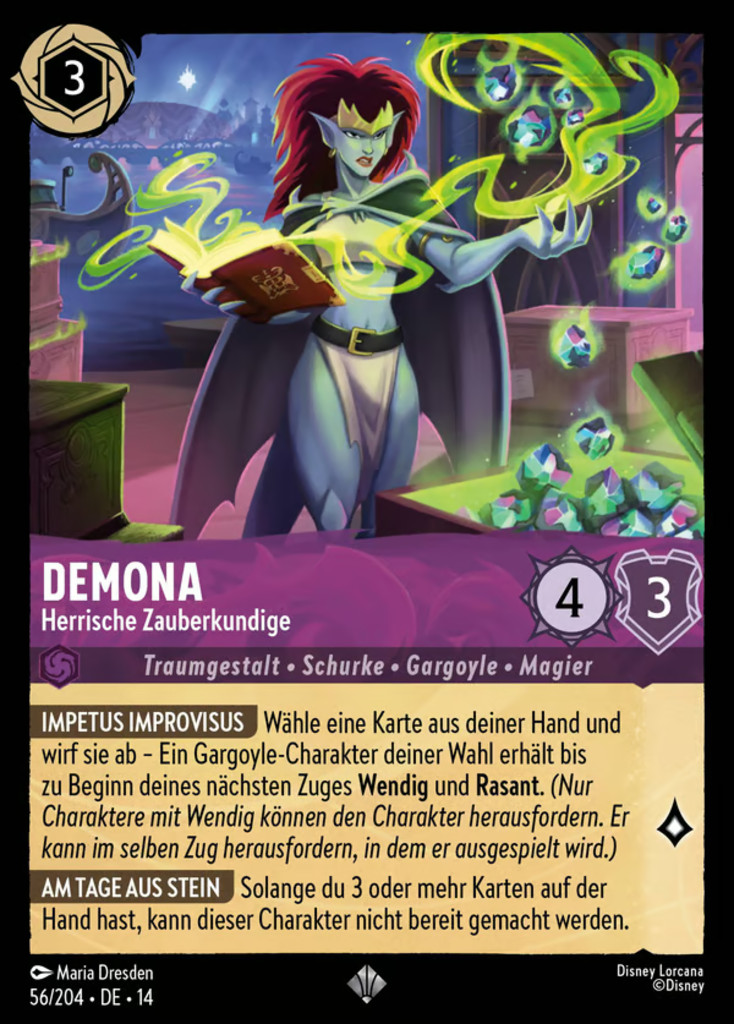 3
DEMONA
Herrische Zauberkundige
4
3
Traumgestalt • Schurke • Gargoyle • Magier
IMPETUS IMPROVISUS Wähle eine Karte aus deiner Hand und
wirf sie ab – Ein Gargoyle-Charakter deiner Wahl erhält bis
zu Beginn deines nächsten Zuges Wendig und Rasant. (Nur
Charaktere mit Wendig können den Charakter herausfordern. Er
kann im selben Zug herausfordern, in dem er ausgespielt wird.)
AM TAGE AUS STEIN Solange du 3 oder mehr Karten auf der
Hand hast, kann dieser Charakter nicht bereit gemacht werden.
Maria Dresden
56/204 • DE • 14
Disney Lorcana
©Disney